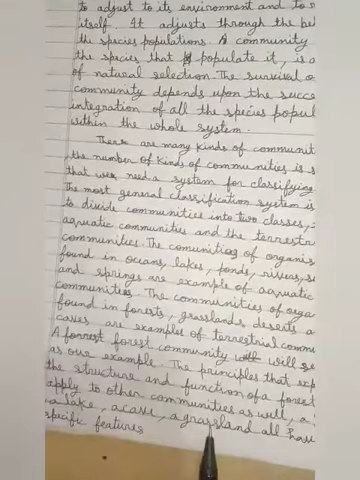 to adjust to its environment and to
itself. It adjusts through the
the species populations. A community
the species that populate it, is a
of natural selection. The survival o
community depends upon the succe
integration of all the species popul
within the whole system.
There are many kinds of communit
the number of kinds of communities is
that we need a system for classifying
The most general classification system is
to divide communities into two classes,
aquatic communities and the terrestr
communities. The comunities of organis
found in oceans, lakes, ponds, rivers, s
and springs are example of aquatic
communities. The communities of orga
found in forests, grasslands deserts a
caves are examples of terrestrial comm
A forrest forest community will will se
as our example. The principles that exp
the structure and function of a forest
apply to other communities as well, a
a lake, a cave, a grassland all have
specific features